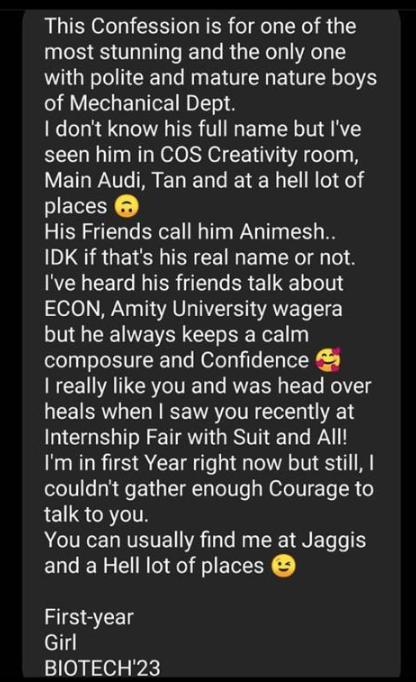 This Confession is for one of the
most stunning and the only one
with polite and mature nature boys
of Mechanical Dept.
I don't know his full name but I've
seen him in COS Creativity room,
Main Audi, Tan and at a hell lot of
places 🙃
His Friends call him Animesh..
IDK if that's his real name or not.
I've heard his friends talk about
ECON, Amity University wagera
but he always keeps a calm
composure and Confidence 🥰
I really like you and was head over
heals when I saw you recently at
Internship Fair with Suit and All!
I'm in first Year right now but still, I
couldn't gather enough Courage to
talk to you.
You can usually find me at Jaggis
and a Hell lot of places 😉
First-year
Girl
BIOTECH'23